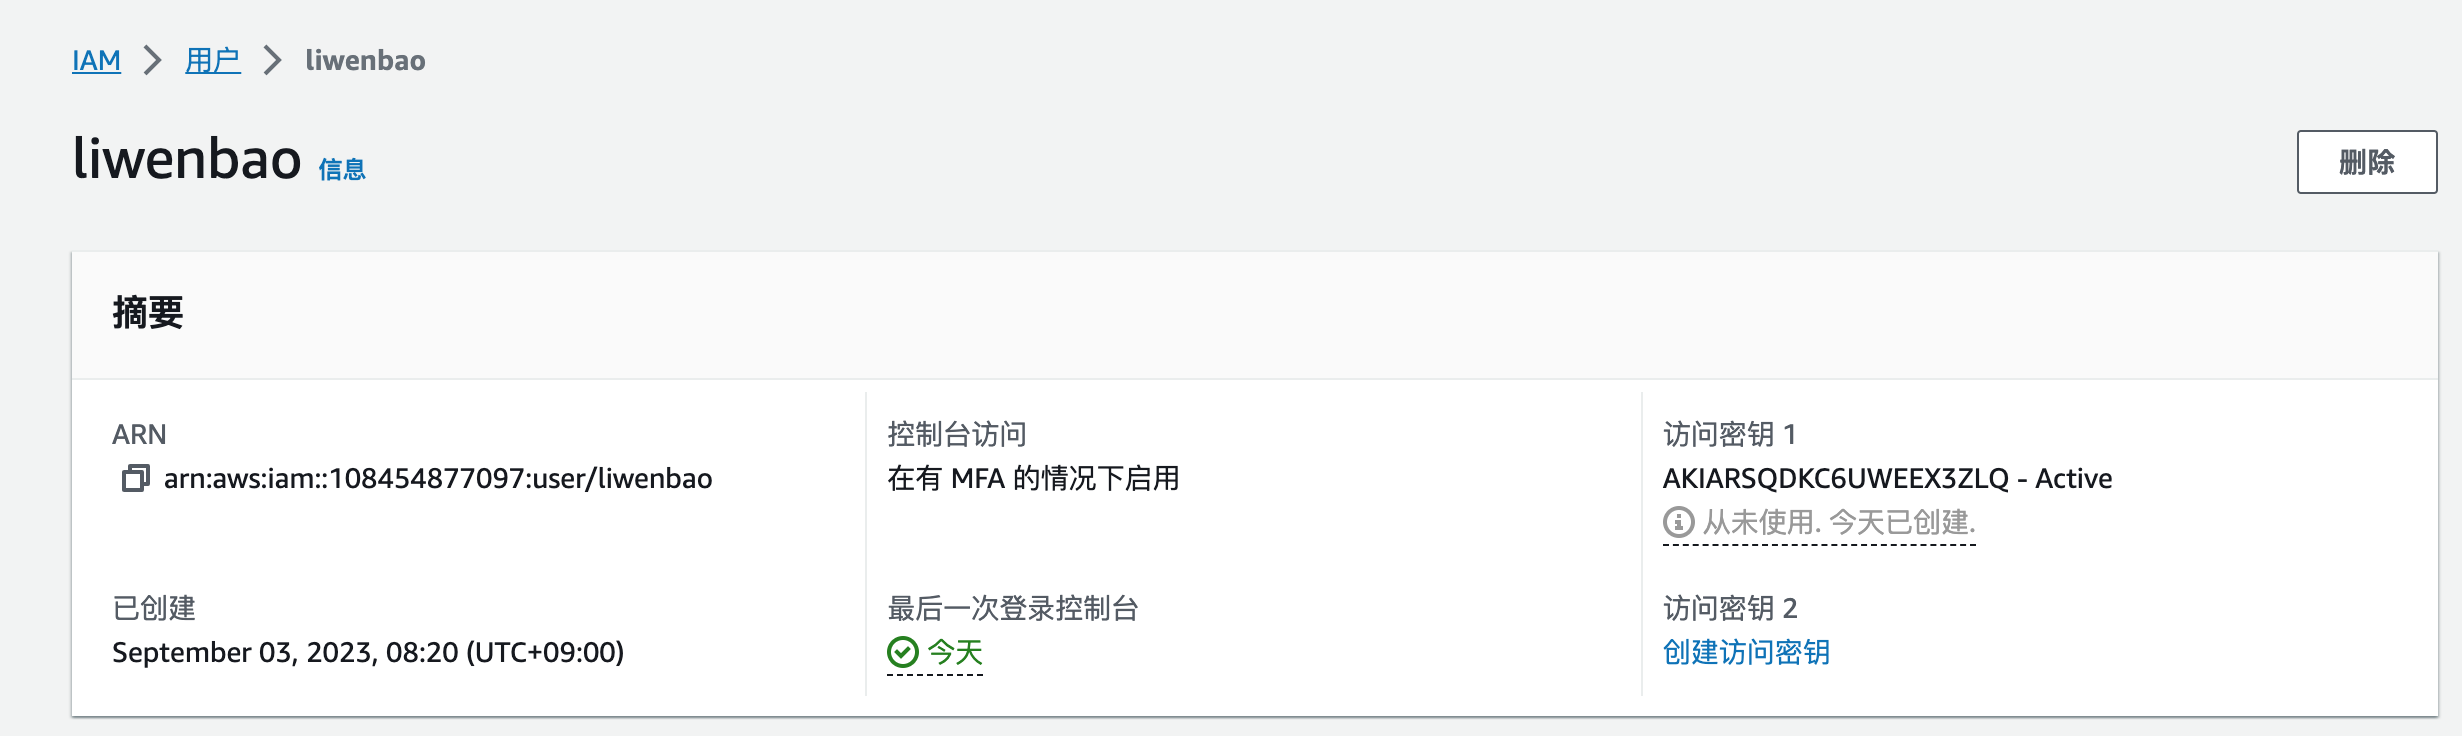 IAM > 用户 > liwenbao
liwenbao 信息
删除
摘要
ARN
arn:aws:iam::108454877097:user/liwenbao
已创建
September 03, 2023, 08:20 (UTC+09:00)
控制台访问
在有 MFA 的情况下启用
最后一次登录控制台
今天
访问密钥 1
AKIARSQDKC6UWEEX3ZLQ - Active
从未使用. 今天已创建.
访问密钥 2
创建访问密钥